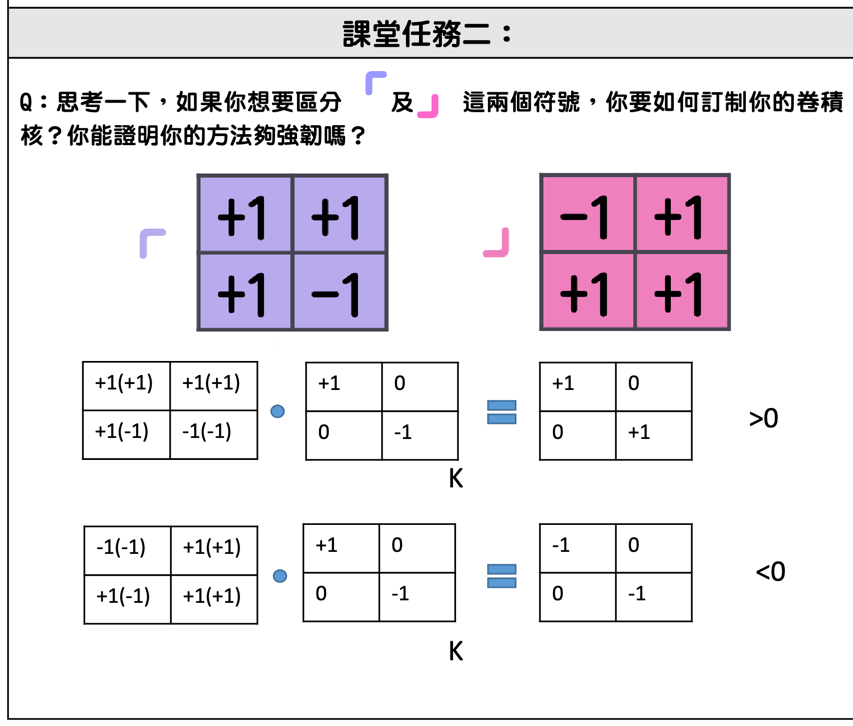 課堂任務二：
Q：思考一下，如果你想要區分 及 這兩個符號，你要如何訂制你的卷積
核？你能證明你的方法夠強韌嗎？
+1 +1 -1 +1
+1 -1 +1 +1
+1(+1) +1(+1) +1 0 +1 0
+1(-1) -1(-1) 0 -1 0 +1 >0
K
-1(-1) +1(+1) +1 0 -1 0
+1(-1) +1(+1) 0 -1 0 -1 <0
K